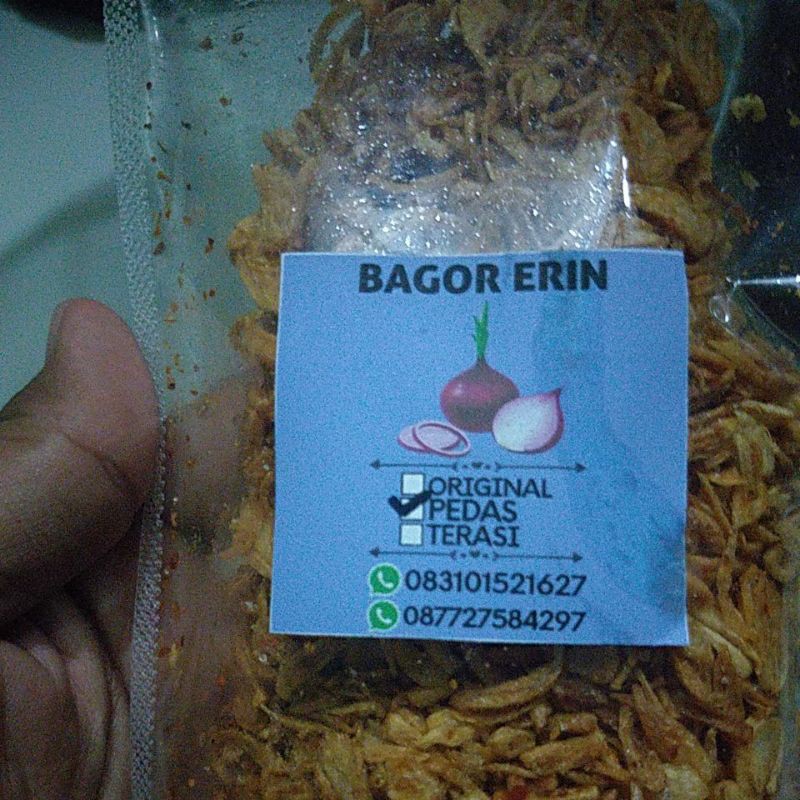 BAGOR ERIN
ORIGINAL
PEDAS
TERASI
083101521627
087727584297